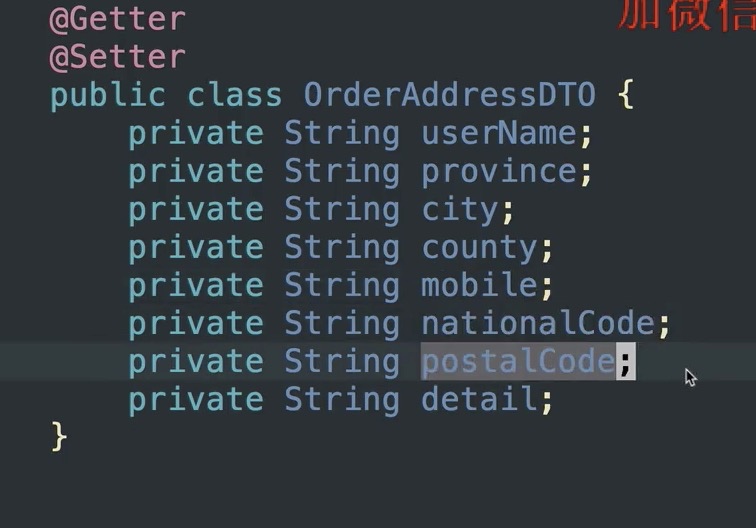 加微信
@Getter
@Setter
public class OrderAddressDTO {
    private String userName;
    private String province;
    private String city;
    private String county;
    private String mobile;
    private String nationalCode;
    private String postalCode;
    private String detail;
}